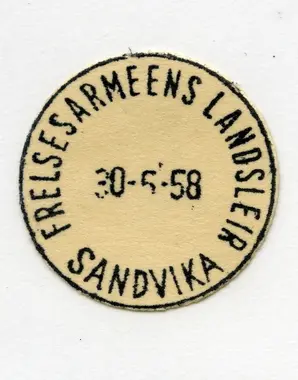 FRELSESARMEENS LANDSLEIR
30-6-58
SANDVIKA